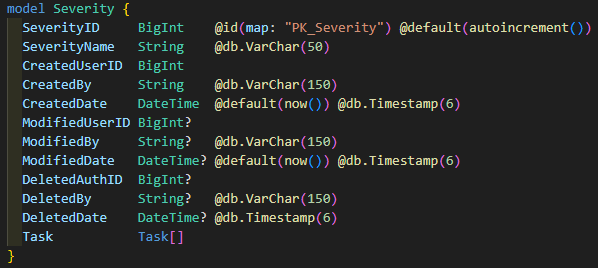 model Severity {
SeverityID BigInt @id(map: "PK_Severity") @default(autoincrement())
SeverityName String @db.VarChar(50)
CreatedUserID BigInt
CreatedBy String @db.VarChar(150)
CreatedDate DateTime @default(now()) @db.Timestamp(6)
ModifiedUserID BigInt?
ModifiedBy String? @db.VarChar(150)
ModifiedDate DateTime? @default(now()) @db.Timestamp(6)
DeletedAuthID BigInt?
DeletedBy String? @db.VarChar(150)
DeletedDate DateTime? @db.Timestamp(6)
Task Task[]
}